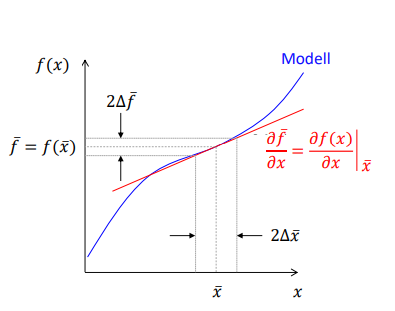 Modell
f(x)
2Δf̄
f̄ = f(x̄)
∂f̄/∂x = ∂f(x)/∂x |x̄
2Δx̄
x̄
x